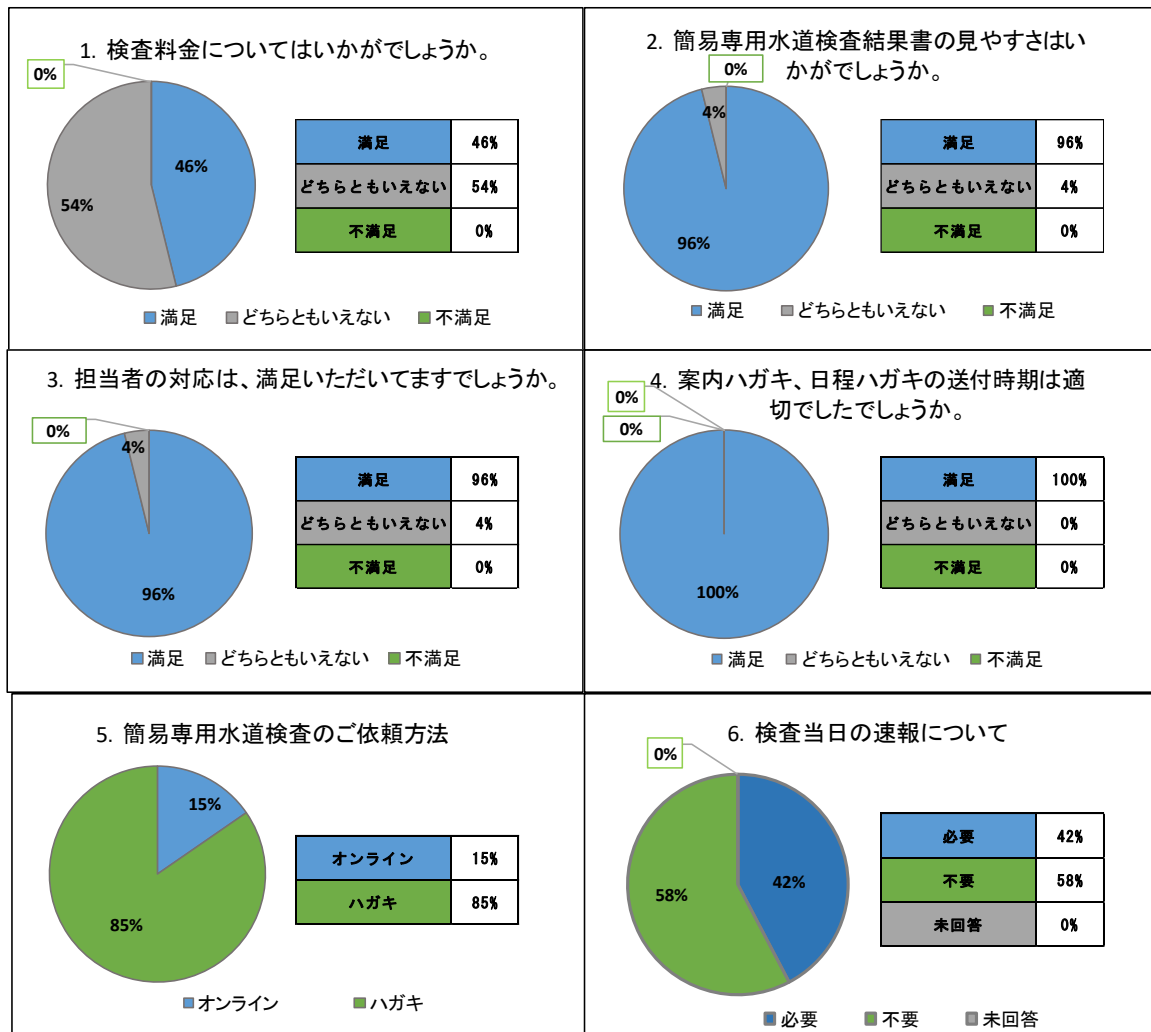 1. 検査料金についてはいかがでしょうか。
0%
46%
54%
満足 46%
どちらともいえない 54%
不満足 0%
満足 どちらともいえない 不満足
2. 簡易専用水道検査結果書の見やすさはい
かがでしょうか。
0%
4%
96%
満足 96%
どちらともいえない 4%
不満足 0%
満足 どちらともいえない 不満足
3. 担当者の対応は、満足いただいてますでしょうか。
0%
4%
96%
満足 96%
どちらともいえない 4%
不満足 0%
満足 どちらともいえない 不満足
4. 案内ハガキ、日程ハガキの送付時期は適
切でしたでしょうか。
0%
0%
100%
満足 100%
どちらともいえない 0%
不満足 0%
満足 どちらともいえない 不満足
5. 簡易専用水道検査のご依頼方法
15%
85%
オンライン 15%
ハガキ 85%
オンライン ハガキ
6. 検査当日の速報について
0%
42%
58%
必要 42%
不要 58%
未回答 0%
必要 不要 未回答